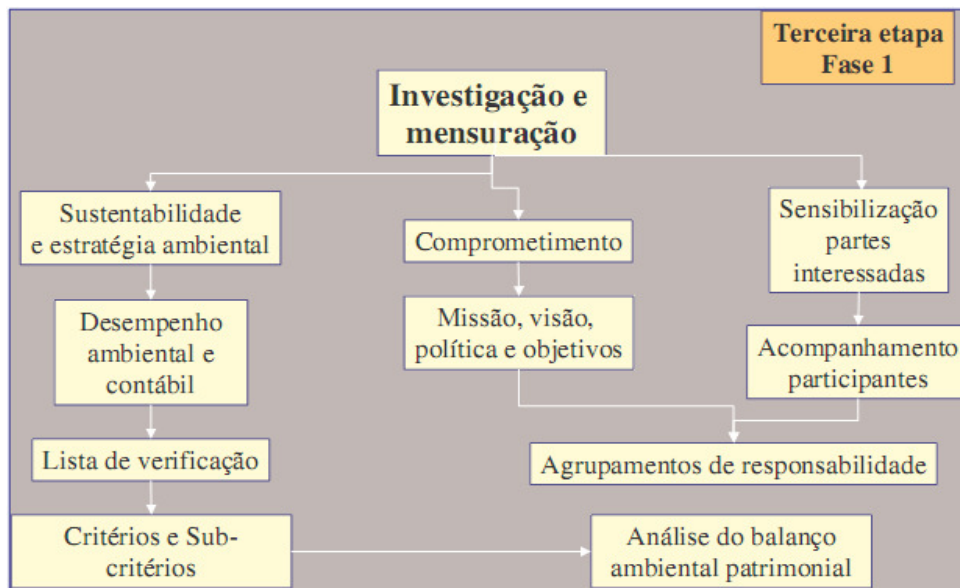 Terceira etapa
Fase 1
Investigação e
mensuração
Sustentabilidade
e estratégia ambiental
Comprometimento
Sensibilização
partes
interessadas
Desempenho
ambiental e
contábil
Missão, visão,
política e objetivos
Acompanhamento
participantes
Lista de verificação
Agrupamentos de responsabilidade
Critérios e Sub-
critérios
Análise do balanço
ambiental patrimonial